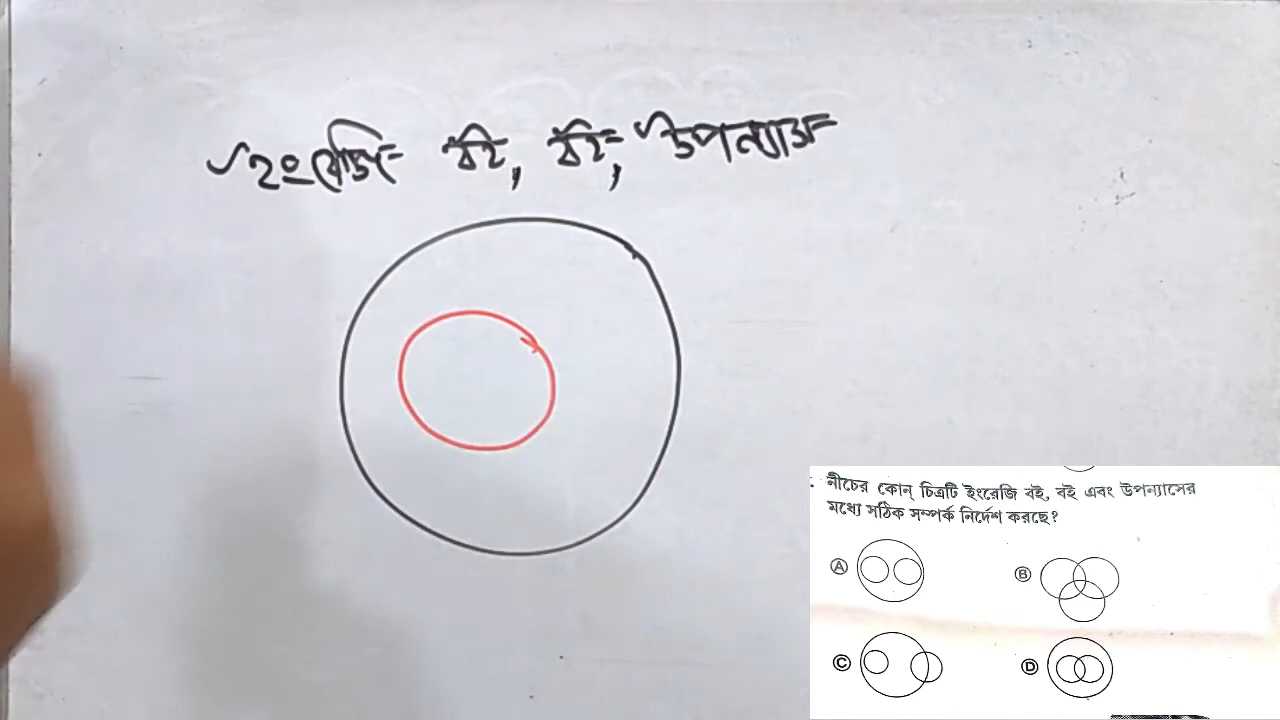 ইংরেজি বই, বই, উপন্যাস
নীচের কোন্ চিত্রটি ইংরেজি বই, বই এবং উপন্যাসের
মধ্যে সঠিক সম্পর্ক নির্দেশ করছে?
Ⓐ Ⓑ
Ⓒ Ⓓ